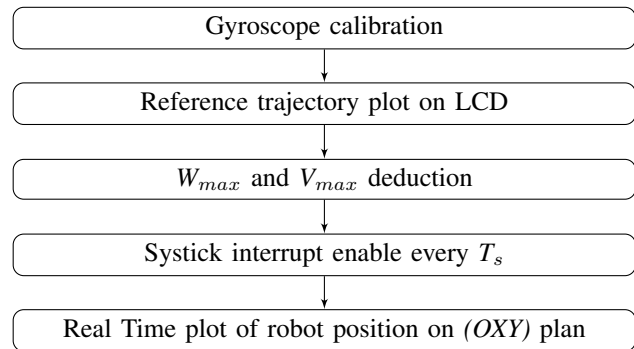 Gyroscope calibration
Reference trajectory plot on LCD
W_max and V_max deduction
Systick interrupt enable every T_s
Real Time plot of robot position on (OXY) plan